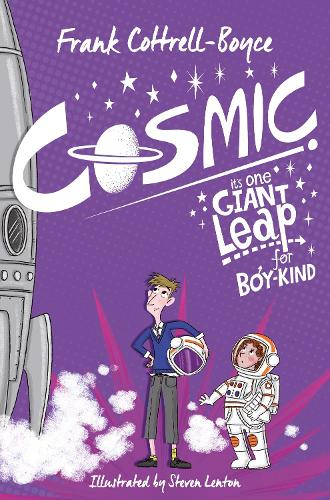 Frank Cottrell-Boyce
COSMIC
it's one
GIANT
Leap
for
BOY-KIND
Illustrated by Steven Lenton